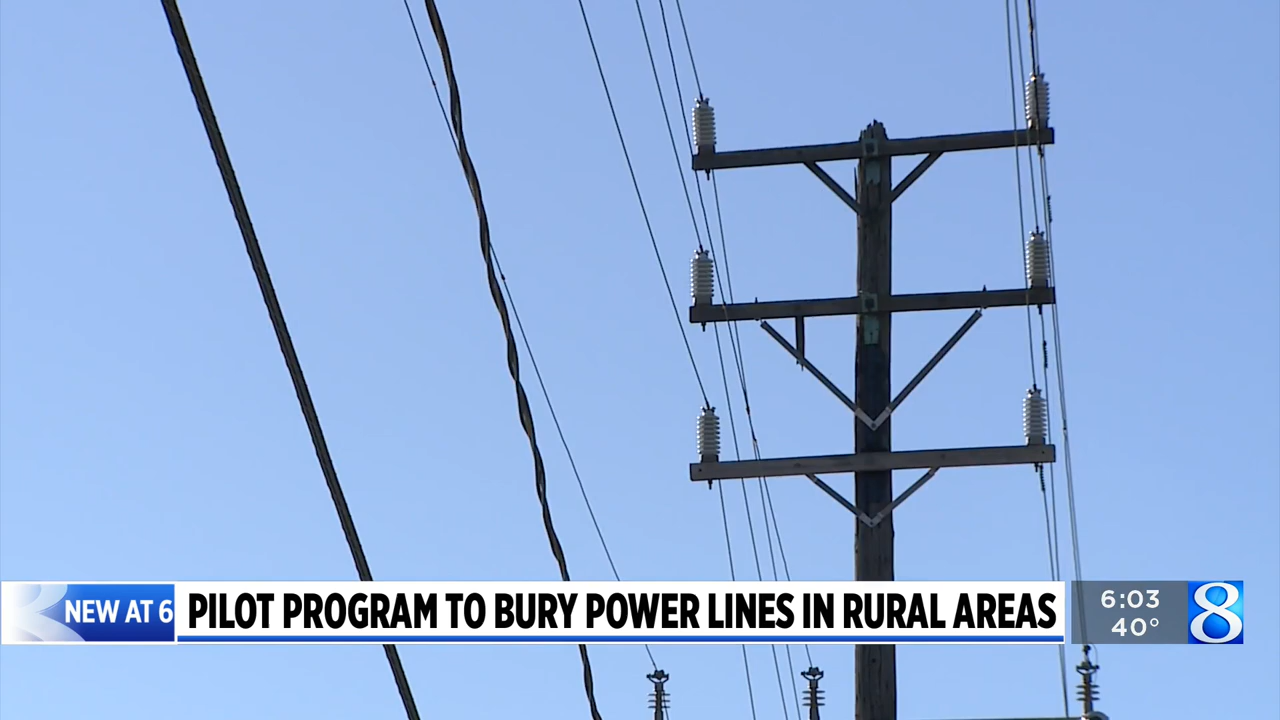 NEW AT 6
PILOT PROGRAM TO BURY POWER LINES IN RURAL AREAS
6:03
40°
8